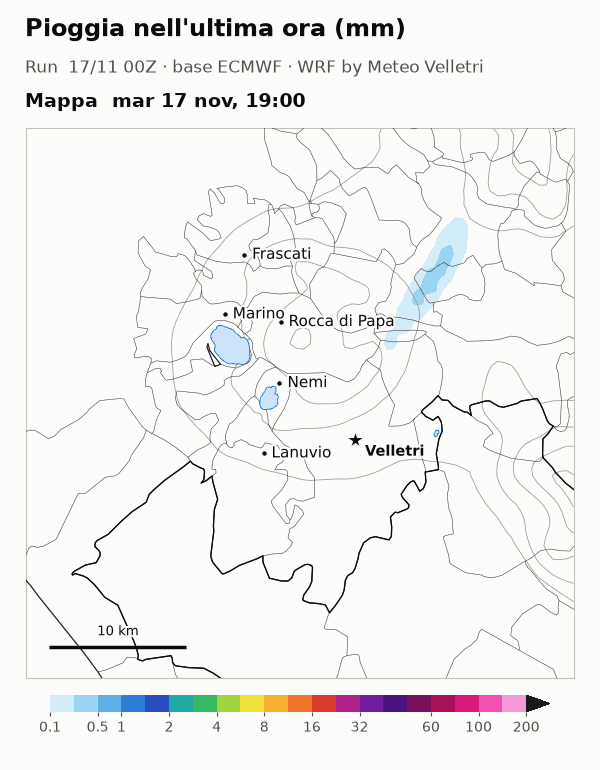 Pioggia nell'ultima ora (mm)
Run  17/11 00Z · base ECMWF · WRF by Meteo Velletri
Mappa  mar 17 nov, 19:00
Frascati
Marino
Rocca di Papa
Nemi
Velletri
Lanuvio
10 km
0.1 0.5 1 2 4 8 16 32 60 100 200